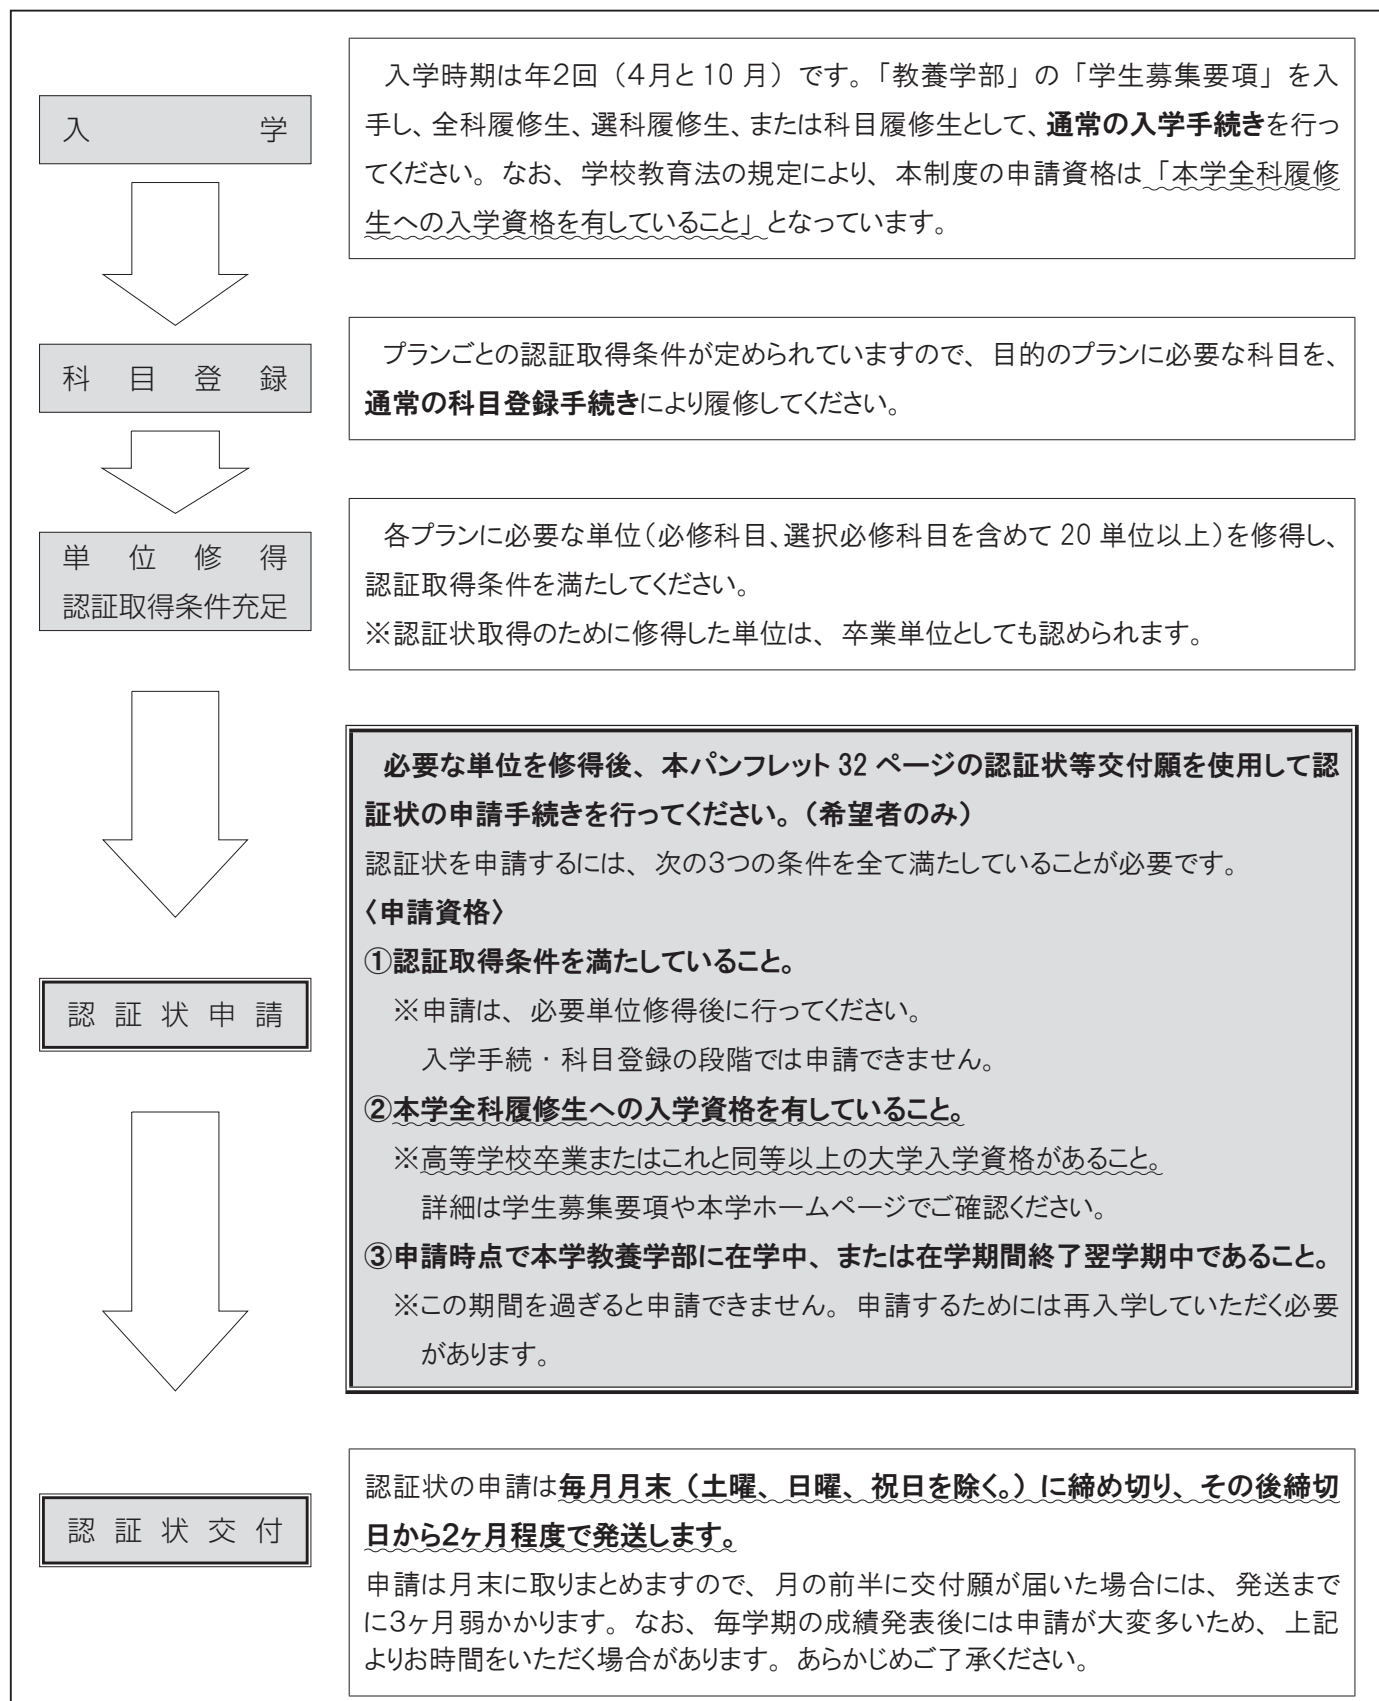 入学
入学時期は年2回（4月と10月）です。「教養学部」の「学生募集要項」を入
手し、全科履修生、選科履修生、または科目履修生として、通常の入学手続きを行っ
てください。なお、学校教育法の規定により、本制度の申請資格は「本学全科履修
生への入学資格を有していること」となっています。
科目登録
プランごとの認証取得条件が定められていますので、目的のプランに必要な科目を、
通常の科目登録手続きにより履修してください。
単位修得
認証取得条件充足
各プランに必要な単位（必修科目、選択必修科目を含めて20単位以上）を修得し、
認証取得条件を満たしてください。
※認証状取得のために修得した単位は、卒業単位としても認められます。
認証状申請
必要な単位を修得後、本パンフレット32ページの認証状等交付願を使用して認
証状の申請手続きを行ってください。（希望者のみ）
認証状を申請するには、次の3つの条件を全て満たしていることが必要です。
〈申請資格〉
①認証取得条件を満たしていること。
※申請は、必要単位修得後に行ってください。
入学手続・科目登録の段階では申請できません。
②本学全科履修生への入学資格を有していること。
※高等学校卒業またはこれと同等以上の大学入学資格があること。
詳細は学生募集要項や本学ホームページでご確認ください。
③申請時点で本学教養学部に在学中、または在学期間終了翌学期中であること。
※この期間を過ぎると申請できません。申請するためには再入学していただく必要
があります。
認証状交付
認証状の申請は毎月月末（土曜、日曜、祝日を除く。）に締め切り、その後締切
日から2ヶ月程度で発送します。
申請は月末に取りまとめますので、月の前半に交付願が届いた場合には、発送まで
に3ヶ月弱かかります。なお、毎学期の成績発表後には申請が大変多いため、上記
よりお時間をいただく場合があります。あらかじめご了承ください。